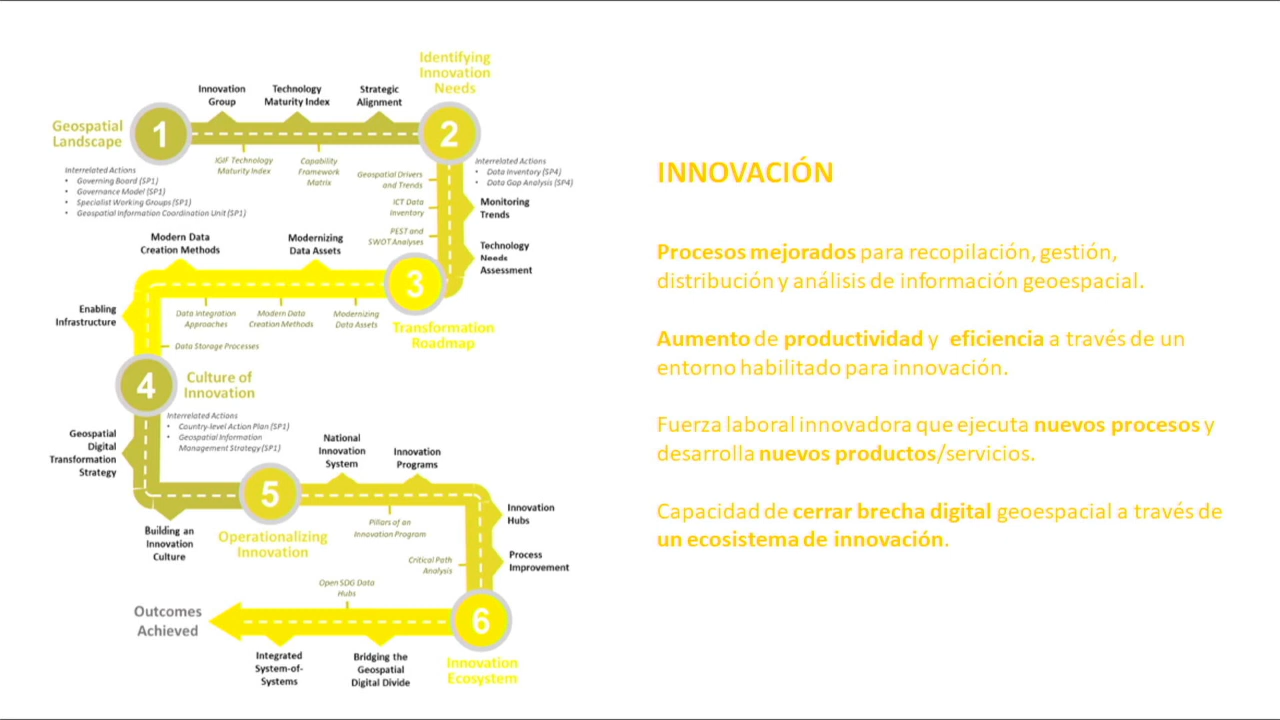 Identifying
Innovation
Needs
Innovation
Group
Technology
Maturity Index
Strategic
Alignment
Geospatial
Landscape
1
2
IGIF Technology
Maturity Index
Capability
Framework
Matrix
Geospatial Drivers
and Trends
ICT Data
Inventory
PEST and
SWOT Analyses
Interrelated Actions
• Governing Board (SP1)
• Governance Model (SP1)
• Specialist Working Groups (SP1)
• Geospatial Information Coordination Unit (SP1)
Interrelated Actions
• Data Inventory (SP4)
• Data Gap Analysis (SP4)
Monitoring
Trends
Technology
Needs
Assessment
Modern Data
Creation Methods
Modernizing
Data Assets
3
Transformation
Roadmap
Enabling
Infrastructure
Data Integration
Approaches
Modern Data
Creation Methods
Modernizing
Data Assets
Data Storage Processes
4
Culture of
Innovation
Interrelated Actions
• Country-level Action Plan (SP1)
• Geospatial Information
Management Strategy (SP1)
Geospatial
Digital
Transformation
Strategy
Building an
Innovation
Culture
5
Operationalizing
Innovation
National
Innovation
System
Innovation
Programs
Pillars of an
Innovation Program
Critical Path
Analysis
Innovation
Hubs
Process
Improvement
6
Innovation
Ecosystem
Open SDG Data
Hubs
Outcomes
Achieved
Integrated
System-of-
Systems
Bridging the
Geospatial
Digital Divide
INNOVACIÓN
Procesos mejorados para recopilación, gestión,
distribución y análisis de información geoespacial.
Aumento de productividad y eficiencia a través de un
entorno habilitado para innovación.
Fuerza laboral innovadora que ejecuta nuevos procesos y
desarrolla nuevos productos/servicios.
Capacidad de cerrar brecha digital geoespacial a través de
un ecosistema de innovación.